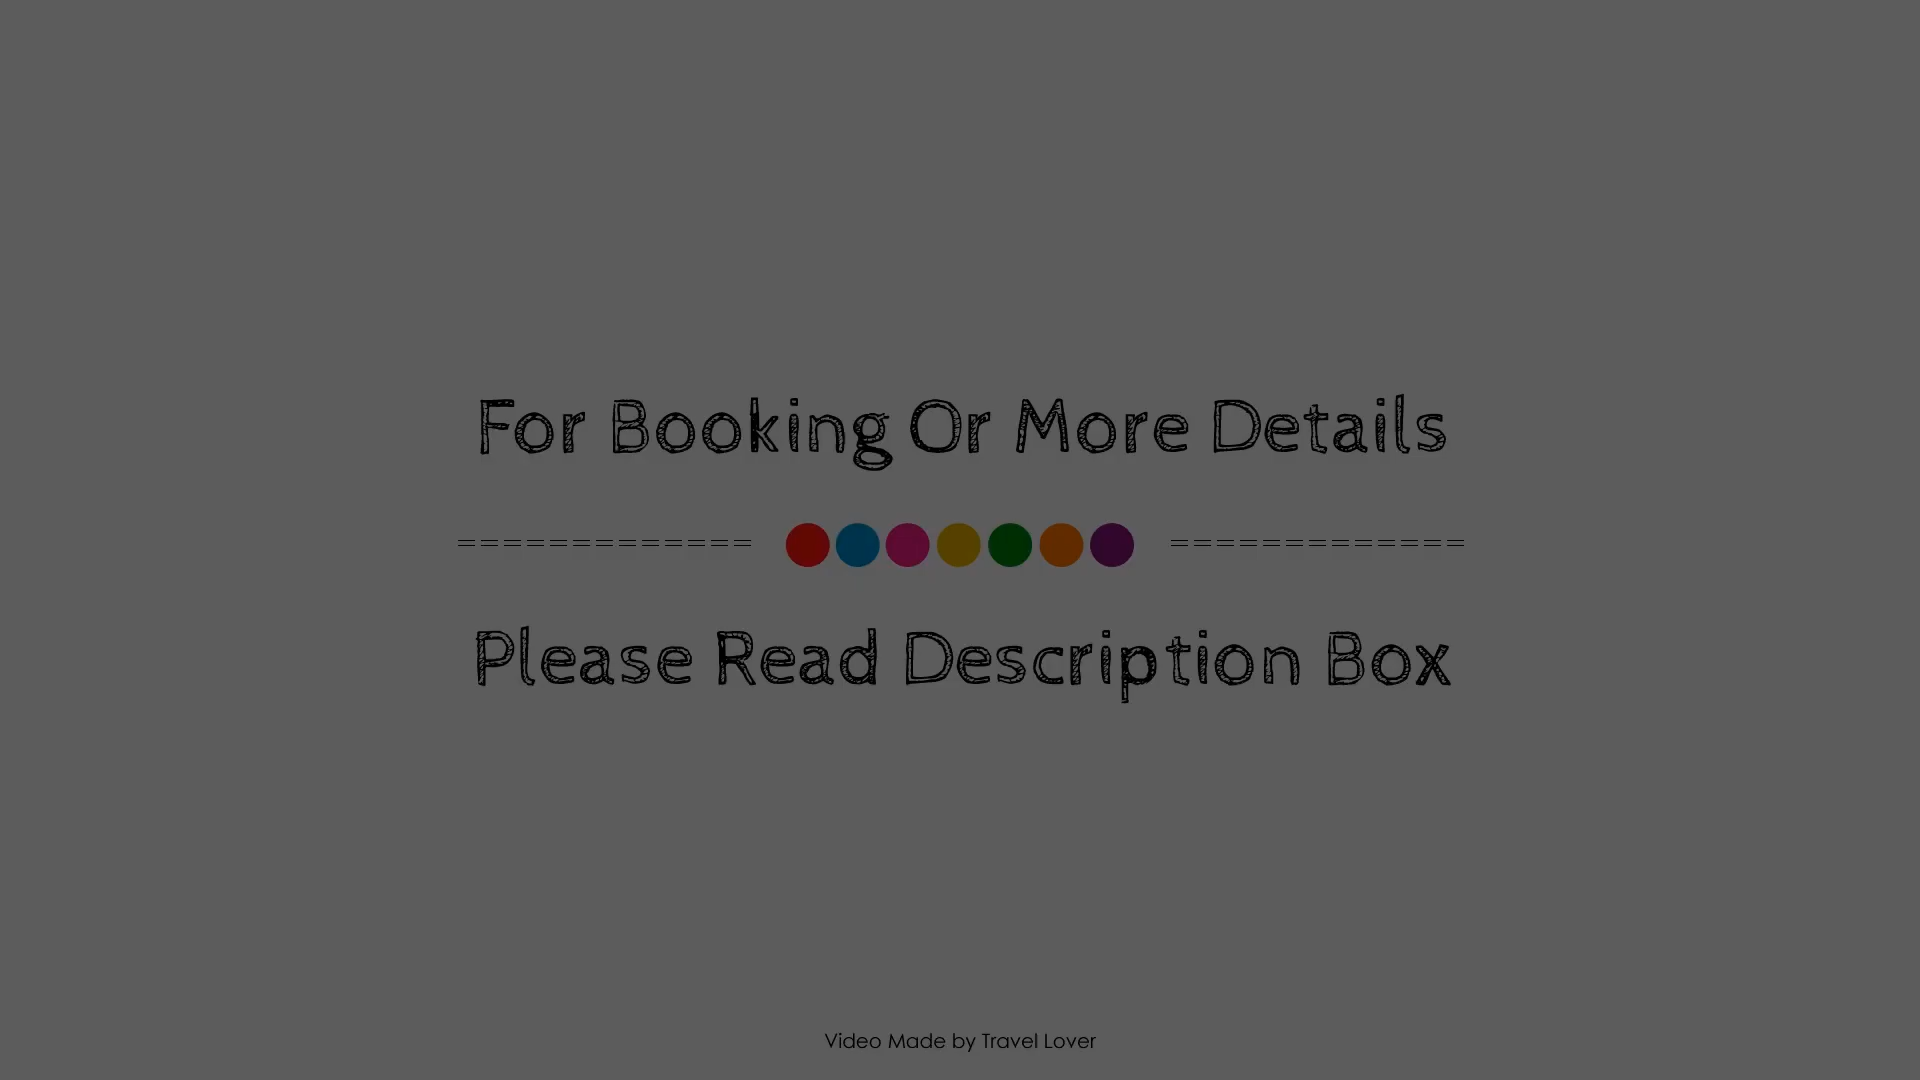 For Booking Or More Details
============= =============
Please Read Description Box
Video Made by Travel Lover